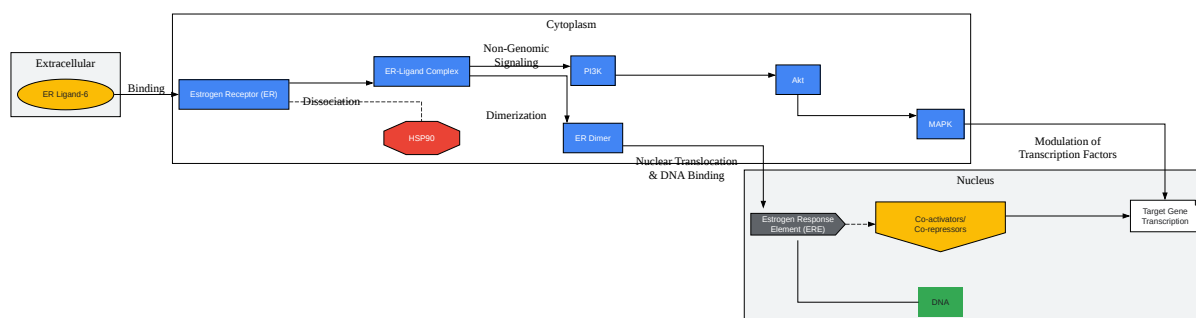 Cytoplasm
Extracellular
ER Ligand-6
Binding
Estrogen Receptor (ER)
Dissociation
HSP90
ER-Ligand Complex
Non-Genomic
Signaling
PI3K
Akt
MAPK
Dimerization
ER Dimer
Nuclear Translocation
& DNA Binding
Modulation of
Transcription Factors
Nucleus
Estrogen Response
Element (ERE)
Co-activators/
Co-repressors
Target Gene
Transcription
DNA